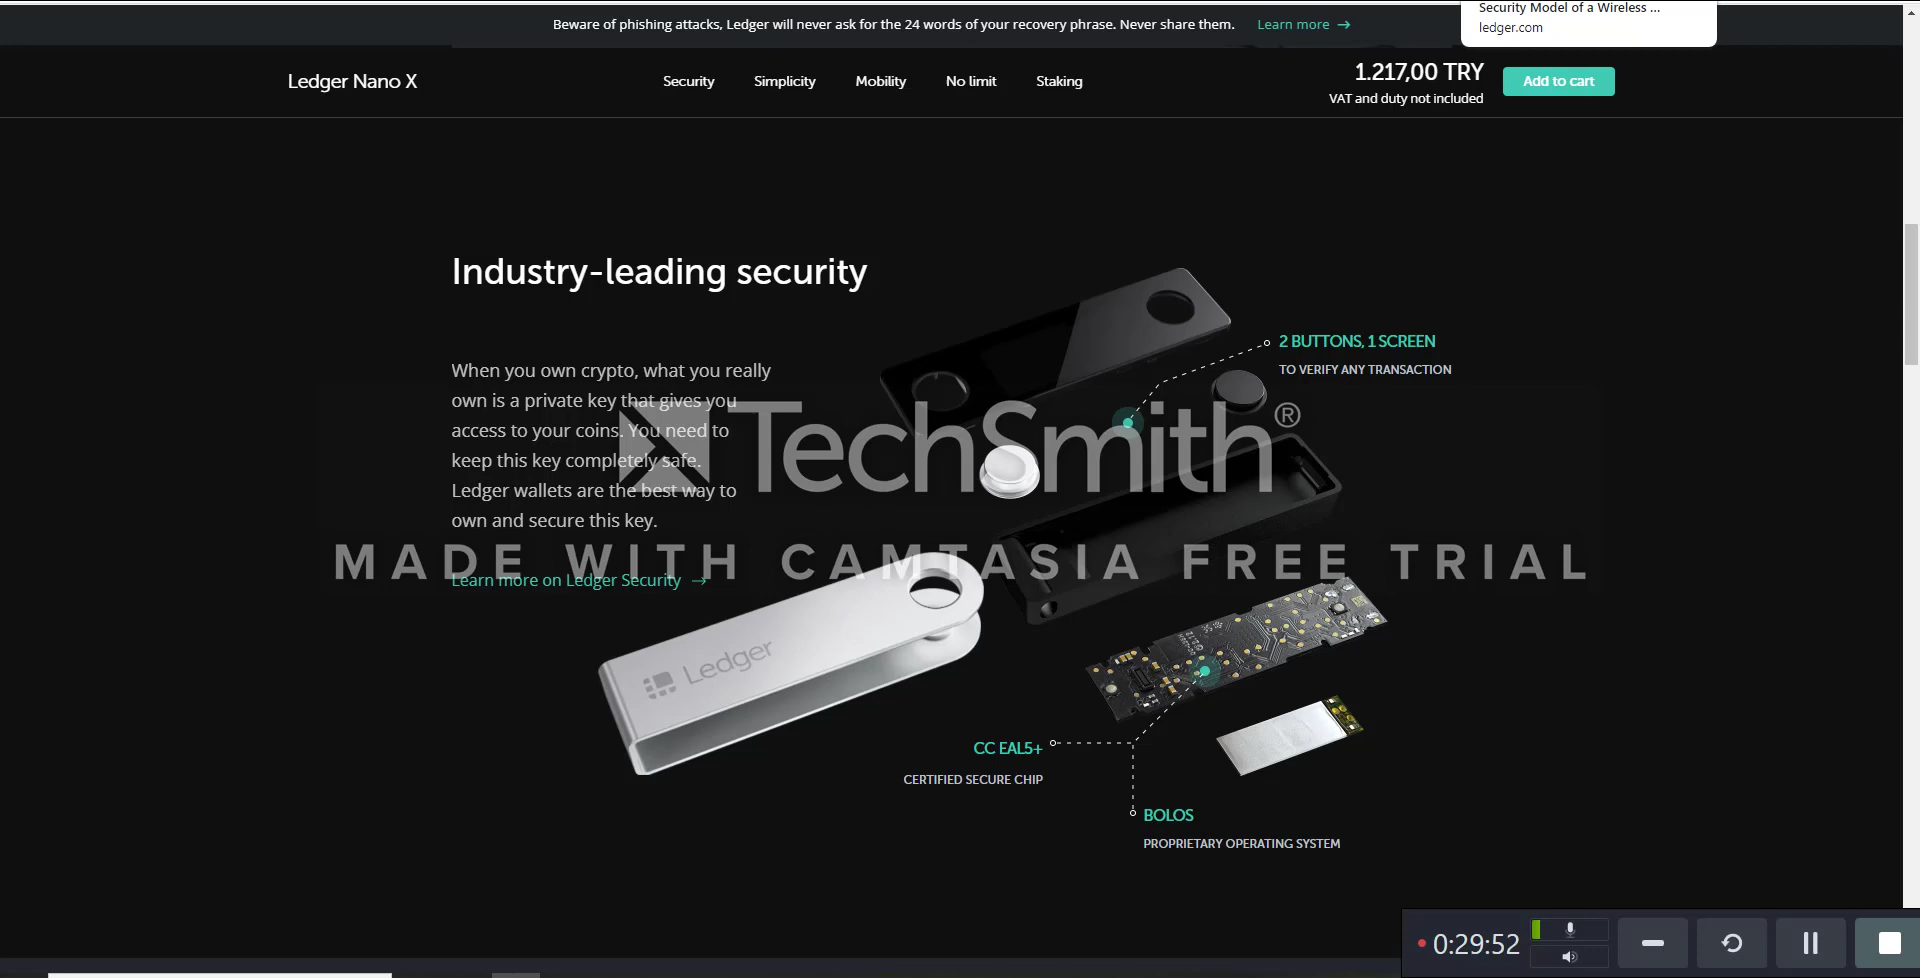 Beware of phishing attacks, Ledger will never ask for the 24 words of your recovery phrase. Never share them. Learn more →
Security Model of a Wireless ...
ledger.com
Ledger Nano X
Security
Simplicity
Mobility
No limit
Staking
1.217,00 TRY
VAT and duty not included
Add to cart
Industry-leading security
When you own crypto, what you really
own is a private key that gives you
access to your coins. You need to
keep this key completely safe.
Ledger wallets are the best way to
own and secure this key.
Learn more on Ledger Security →
2 BUTTONS, 1 SCREEN
TO VERIFY ANY TRANSACTION
TechSmith®
MADE WITH CAMTASIA FREE TRIAL
Ledger
CC EAL5+
CERTIFIED SECURE CHIP
BOLOS
PROPRIETARY OPERATING SYSTEM
0:29:52